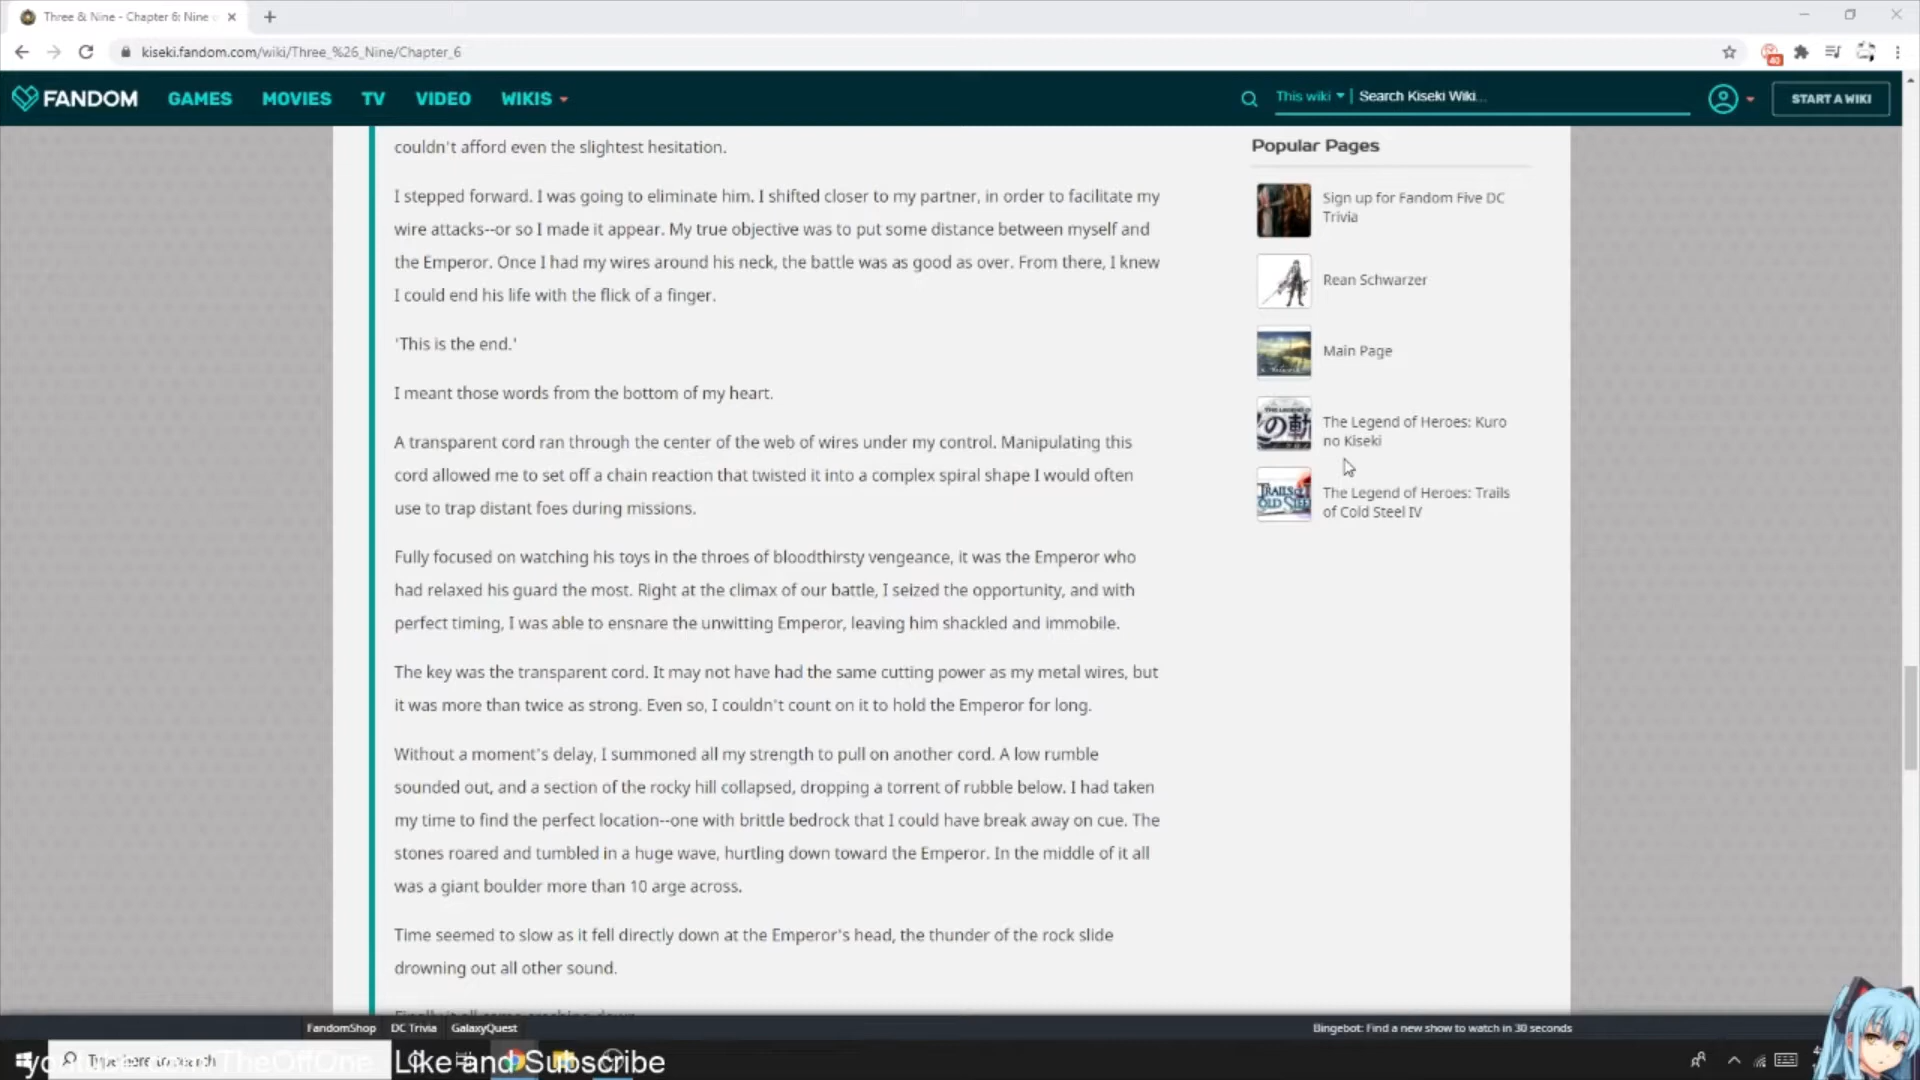 Three & Nine - Chapter 6: Nine
kiseki.fandom.com/wiki/Three_%26_Nine/Chapter_6
40
FANDOM GAMES MOVIES TV VIDEO WIKIS
This wiki Search Kiseki Wiki...
START A WIKI
couldn't afford even the slightest hesitation.
I stepped forward. I was going to eliminate him. I shifted closer to my partner, in order to facilitate my
wire attacks--or so I made it appear. My true objective was to put some distance between myself and
the Emperor. Once I had my wires around his neck, the battle was as good as over. From there, I knew
I could end his life with the flick of a finger.
'This is the end.'
I meant those words from the bottom of my heart.
A transparent cord ran through the center of the web of wires under my control. Manipulating this
cord allowed me to set off a chain reaction that twisted it into a complex spiral shape I would often
use to trap distant foes during missions.
Fully focused on watching his toys in the throes of bloodthirsty vengeance, it was the Emperor who
had relaxed his guard the most. Right at the climax of our battle, I seized the opportunity, and with
perfect timing, I was able to ensnare the unwitting Emperor, leaving him shackled and immobile.
The key was the transparent cord. It may not have had the same cutting power as my metal wires, but
it was more than twice as strong. Even so, I couldn't count on it to hold the Emperor for long.
Without a moment's delay, I summoned all my strength to pull on another cord. A low rumble
sounded out, and a section of the rocky hill collapsed, dropping a torrent of rubble below. I had taken
my time to find the perfect location--one with brittle bedrock that I could have break away on cue. The
stones roared and tumbled in a huge wave, hurtling down toward the Emperor. In the middle of it all
was a giant boulder more than 10 arge across.
Time seemed to slow as it fell directly down at the Emperor's head, the thunder of the rock slide
drowning out all other sound.
Popular Pages
Sign up for Fandom Five DC
Trivia
Rean Schwarzer
Main Page
The Legend of Heroes: Kuro
no Kiseki
The Legend of Heroes: Trails
of Cold Steel IV
FandomShop DC Trivia GalaxyQuest
Bingebot: Find a new show to watch in 30 seconds
Type here to search
TheOffOne Like and Subscribe